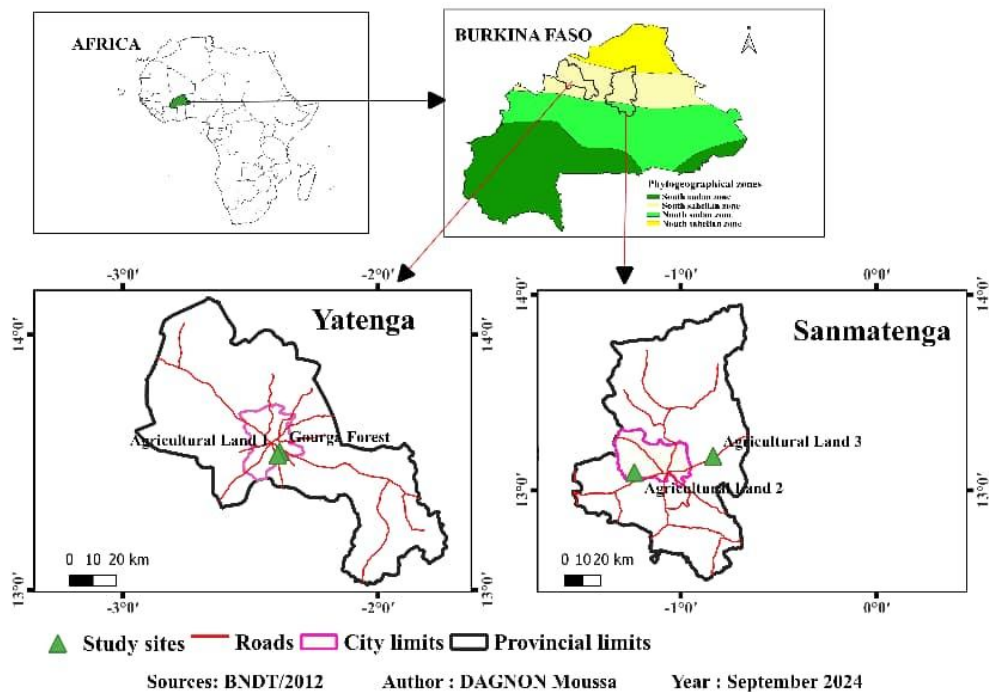 AFRICA
BURKINA FASO
Phytogeographical zones
South sudan zone
South sahelian zone
Nouth sudan zone
Nouth sahelian zone
-3°0'
-2°0'
-1°0'
0°0'
14°0'
14°0'
14°0'
14°0'
Yatenga
Sanmatenga
Agricultural Land 1
Gourga Forest
Agricultural Land 3
Agricultural Land 2
13°0'
13°0'
0 10 20 km
0 1020 km
13°0'
13°0'
-3°0'
-2°0'
-1°0'
0°0'
Study sites
Roads
City limits
Provincial limits
Sources: BNDT/2012
Author : DAGNON Moussa
Year : September 2024